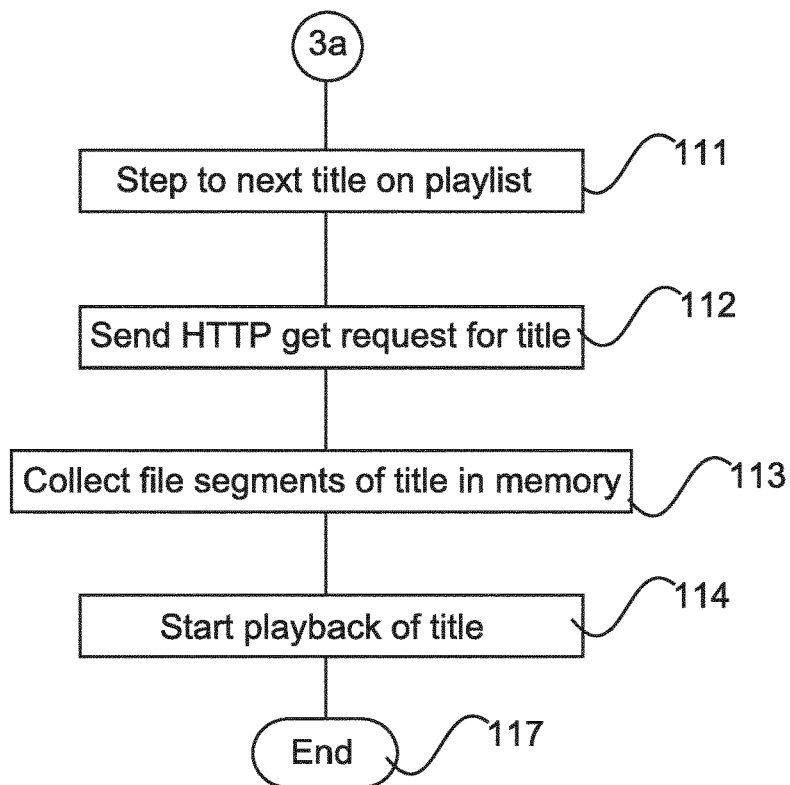 3a
Step to next title on playlist
111
Send HTTP get request for title
112
Collect file segments of title in memory
113
Start playback of title
114
End
117